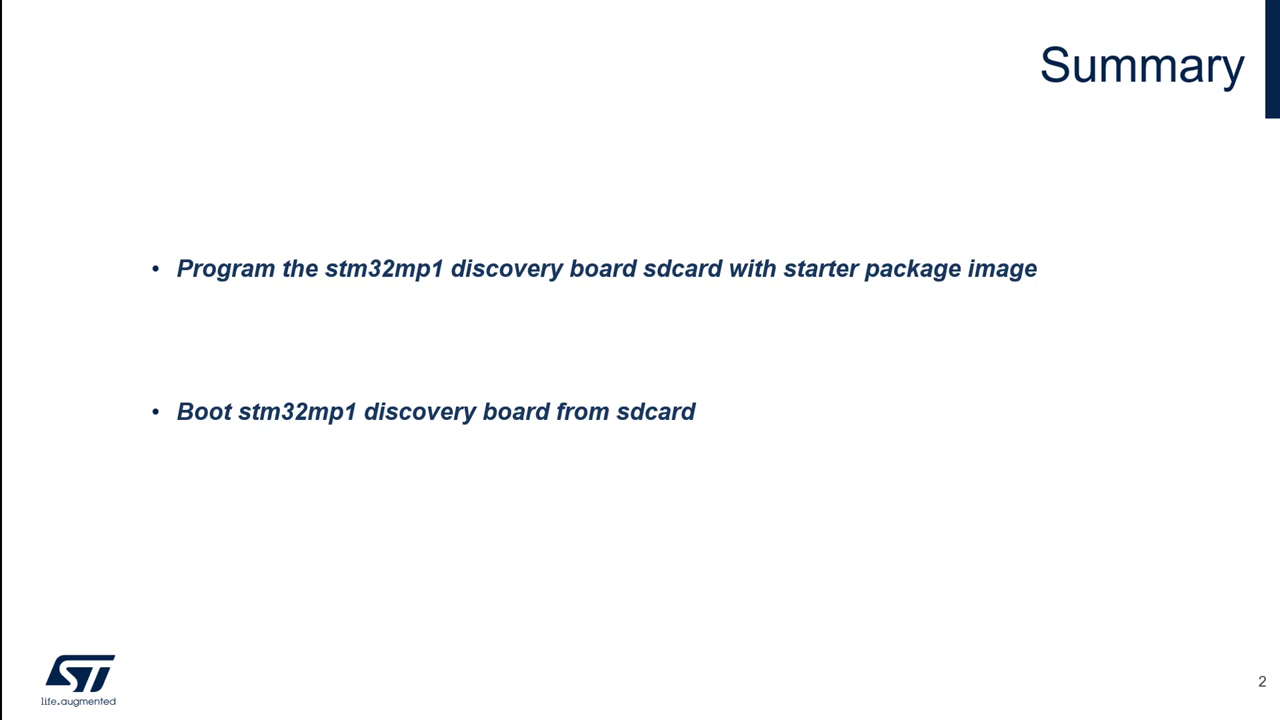 Summary
• Program the stm32mp1 discovery board sdcard with starter package image
• Boot stm32mp1 discovery board from sdcard
ST
life.augmented
2